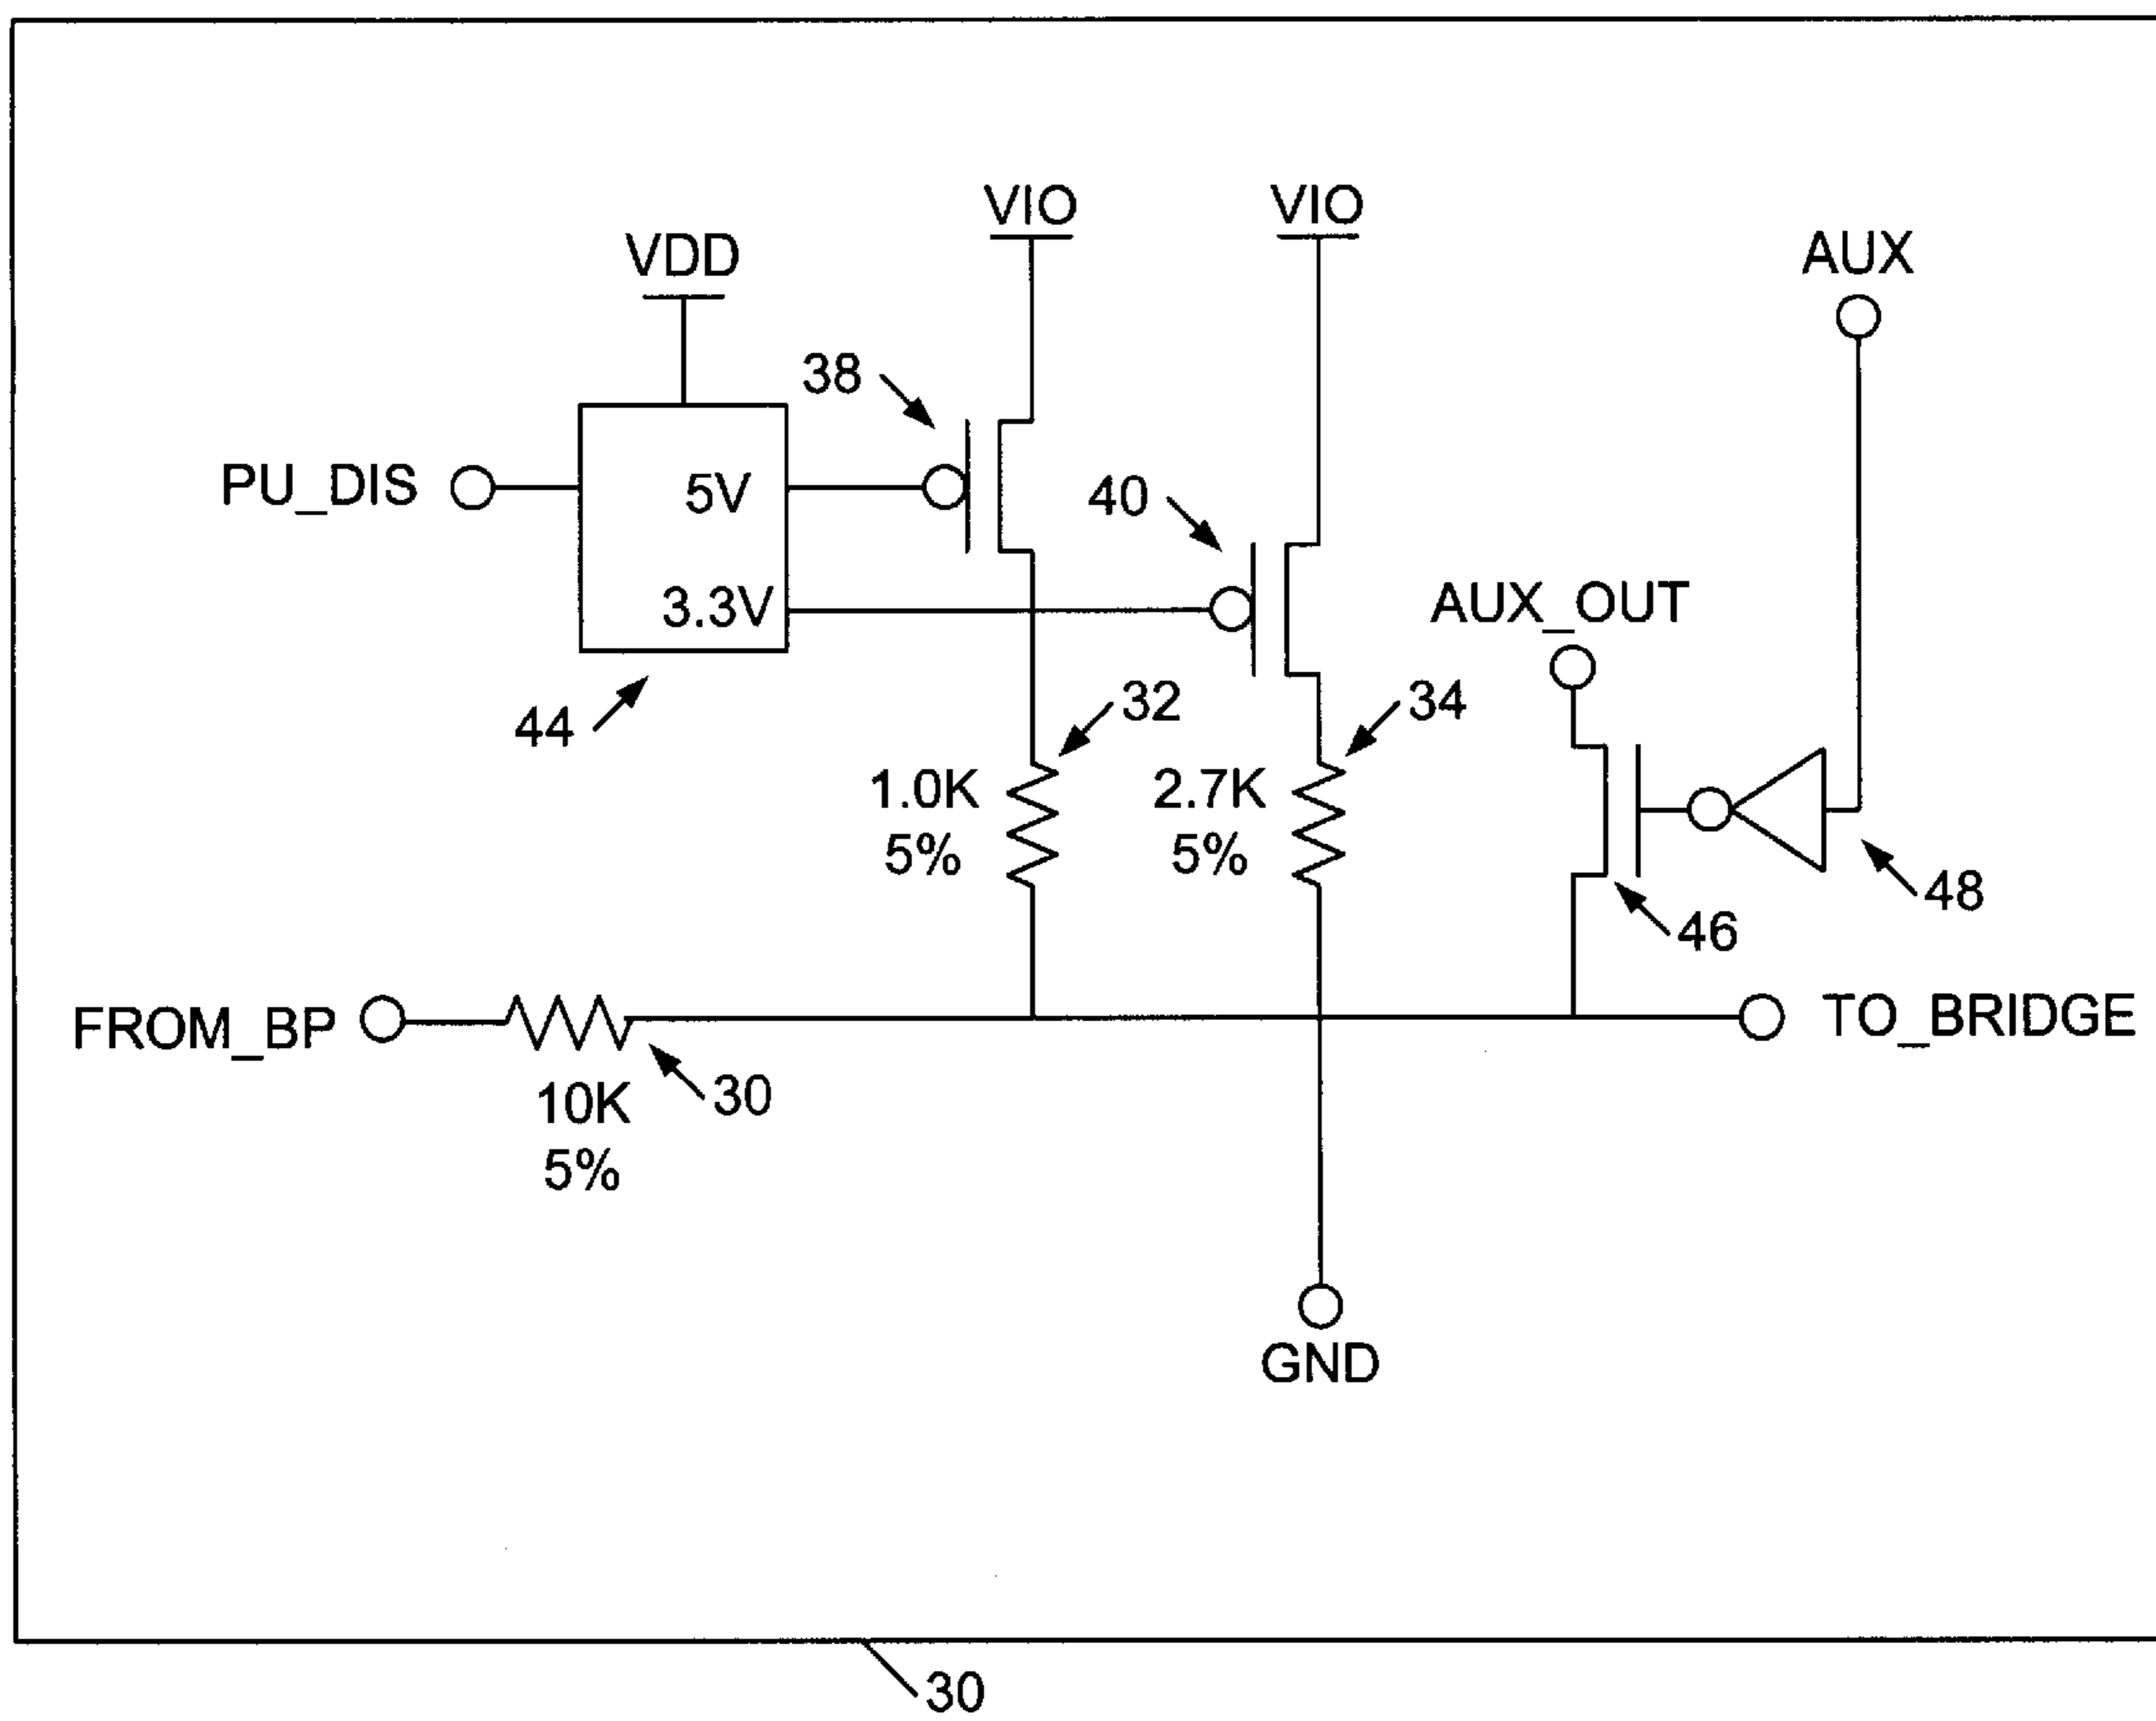 VIO
VIO
VDD
AUX
38
PU_DIS
5V
40
3.3V
AUX_OUT
44
32
34
1.0K
5%
2.7K
5%
48
46
FROM_BP
TO_BRIDGE
10K
5%
30
GND
30